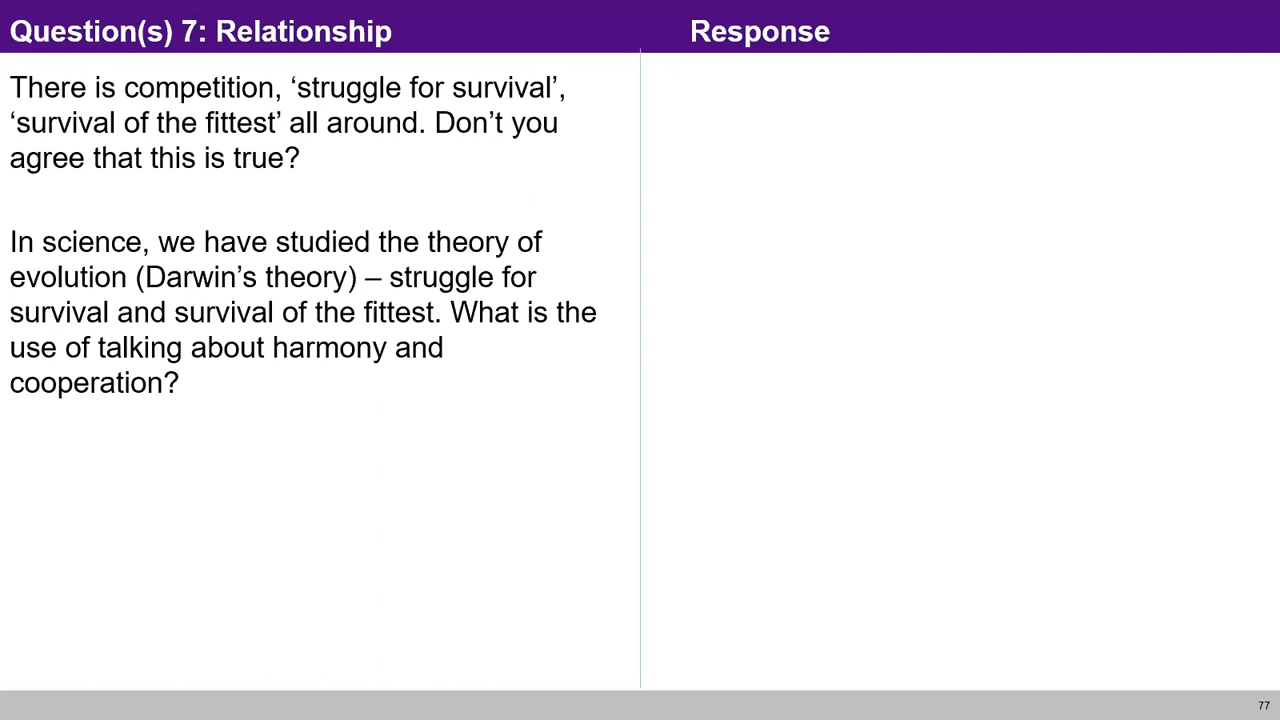 Question(s) 7: Relationship
Response
There is competition, ‘struggle for survival’,
‘survival of the fittest’ all around. Don’t you
agree that this is true?
In science, we have studied the theory of
evolution (Darwin’s theory) – struggle for
survival and survival of the fittest. What is the
use of talking about harmony and
cooperation?
77